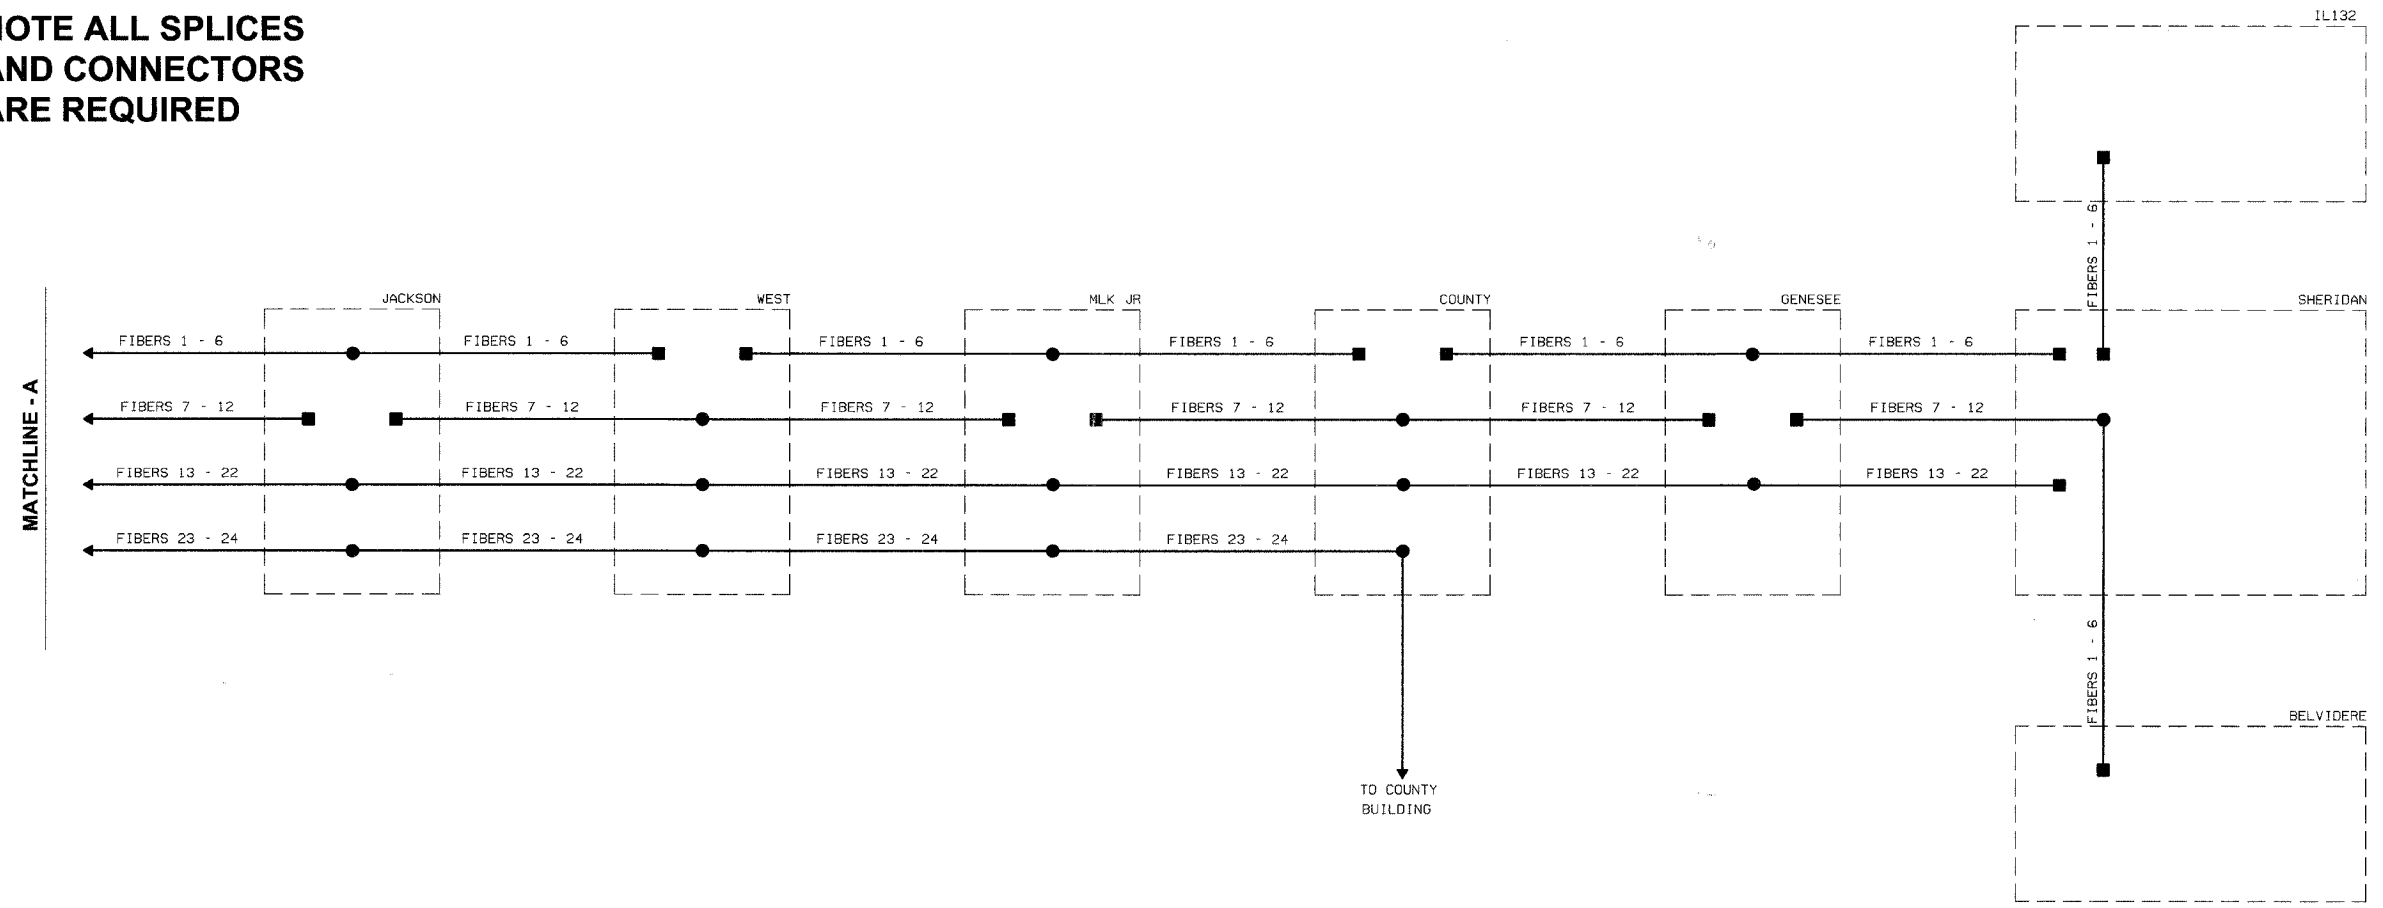 NOTE ALL SPLICES
AND CONNECTORS
ARE REQUIRED
IL132
FIBERS 1 - 6
JACKSON
WEST
MLK JR
COUNTY
GENESEE
SHERIDAN
FIBERS 1 - 6
FIBERS 1 - 6
FIBERS 1 - 6
FIBERS 1 - 6
FIBERS 1 - 6
FIBERS 1 - 6
MATCHLINE - A
FIBERS 7 - 12
FIBERS 7 - 12
FIBERS 7 - 12
FIBERS 7 - 12
FIBERS 7 - 12
FIBERS 7 - 12
FIBERS 13 - 22
FIBERS 13 - 22
FIBERS 13 - 22
FIBERS 13 - 22
FIBERS 13 - 22
FIBERS 13 - 22
FIBERS 23 - 24
FIBERS 23 - 24
FIBERS 23 - 24
FIBERS 23 - 24
FIBERS 1 - 6
BELVIDERE
TO COUNTY
BUILDING